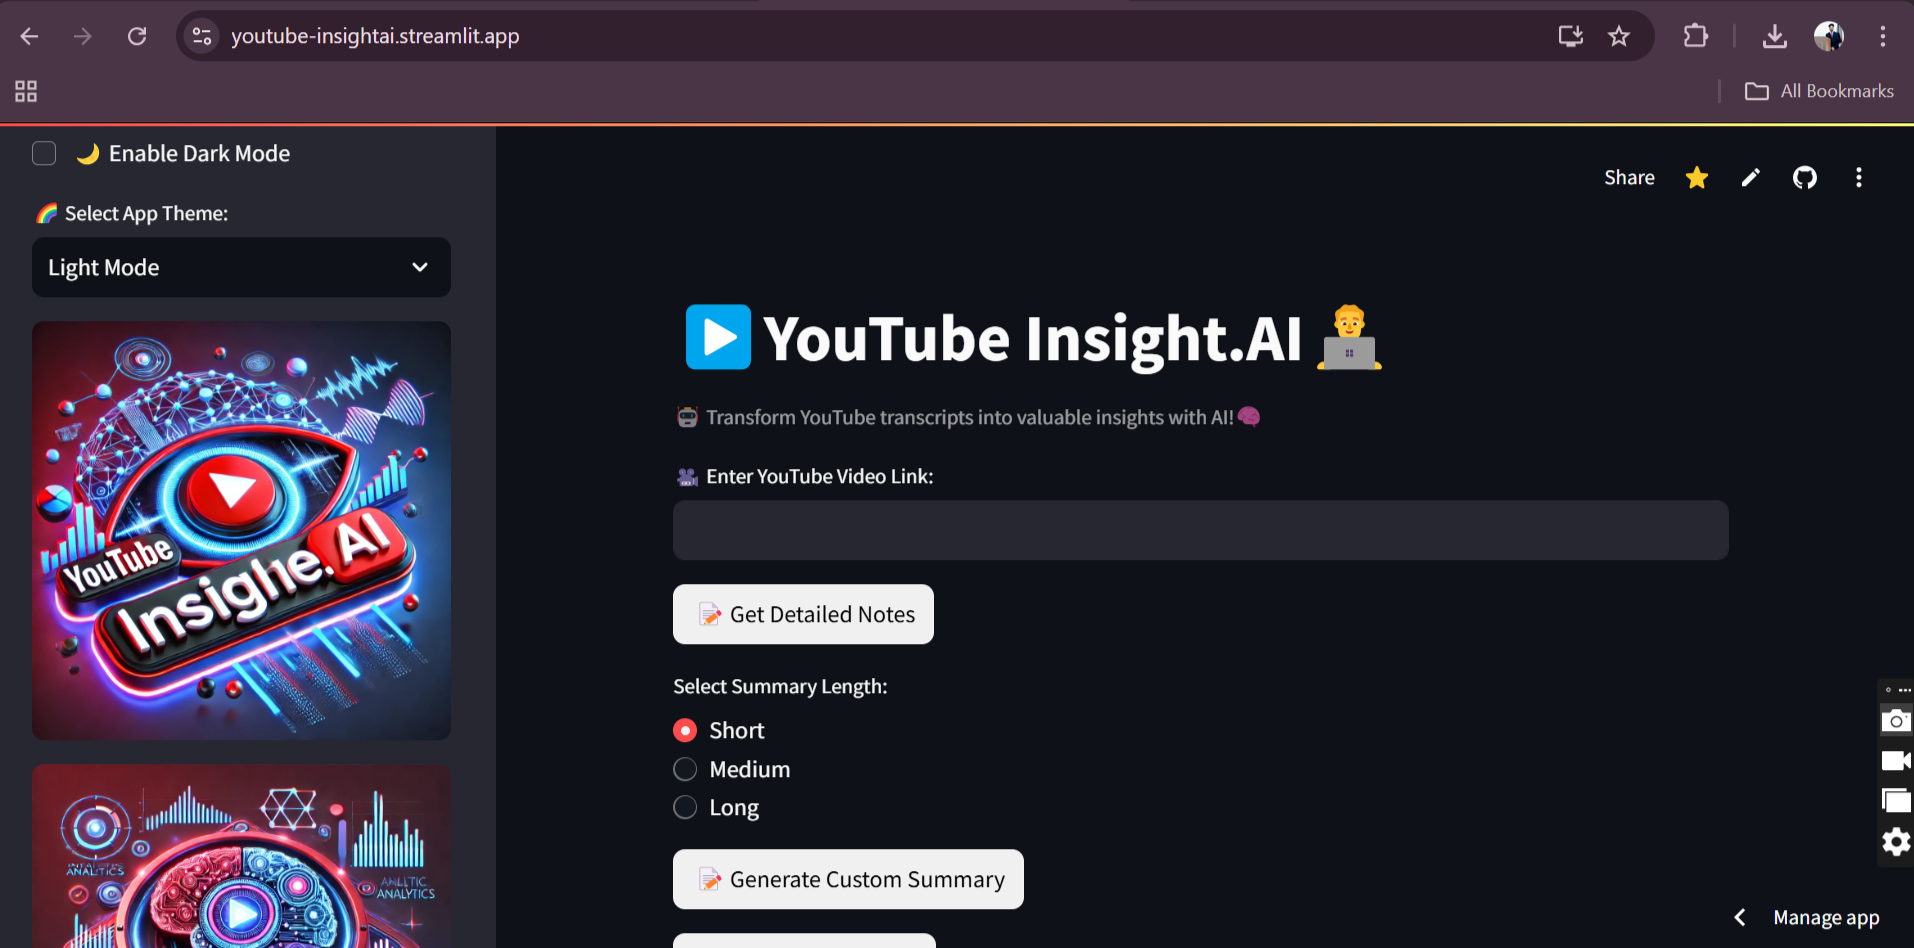 youtube-insightai.streamlit.app
All Bookmarks
Enable Dark Mode
Select App Theme:
Light Mode
YouTube
Insighe.AI
ANALYTICS
Share
YouTube Insight.AI
Transform YouTube transcripts into valuable insights with AI!
Enter YouTube Video Link:
Get Detailed Notes
Select Summary Length:
Short
Medium
Long
Generate Custom Summary
Manage app